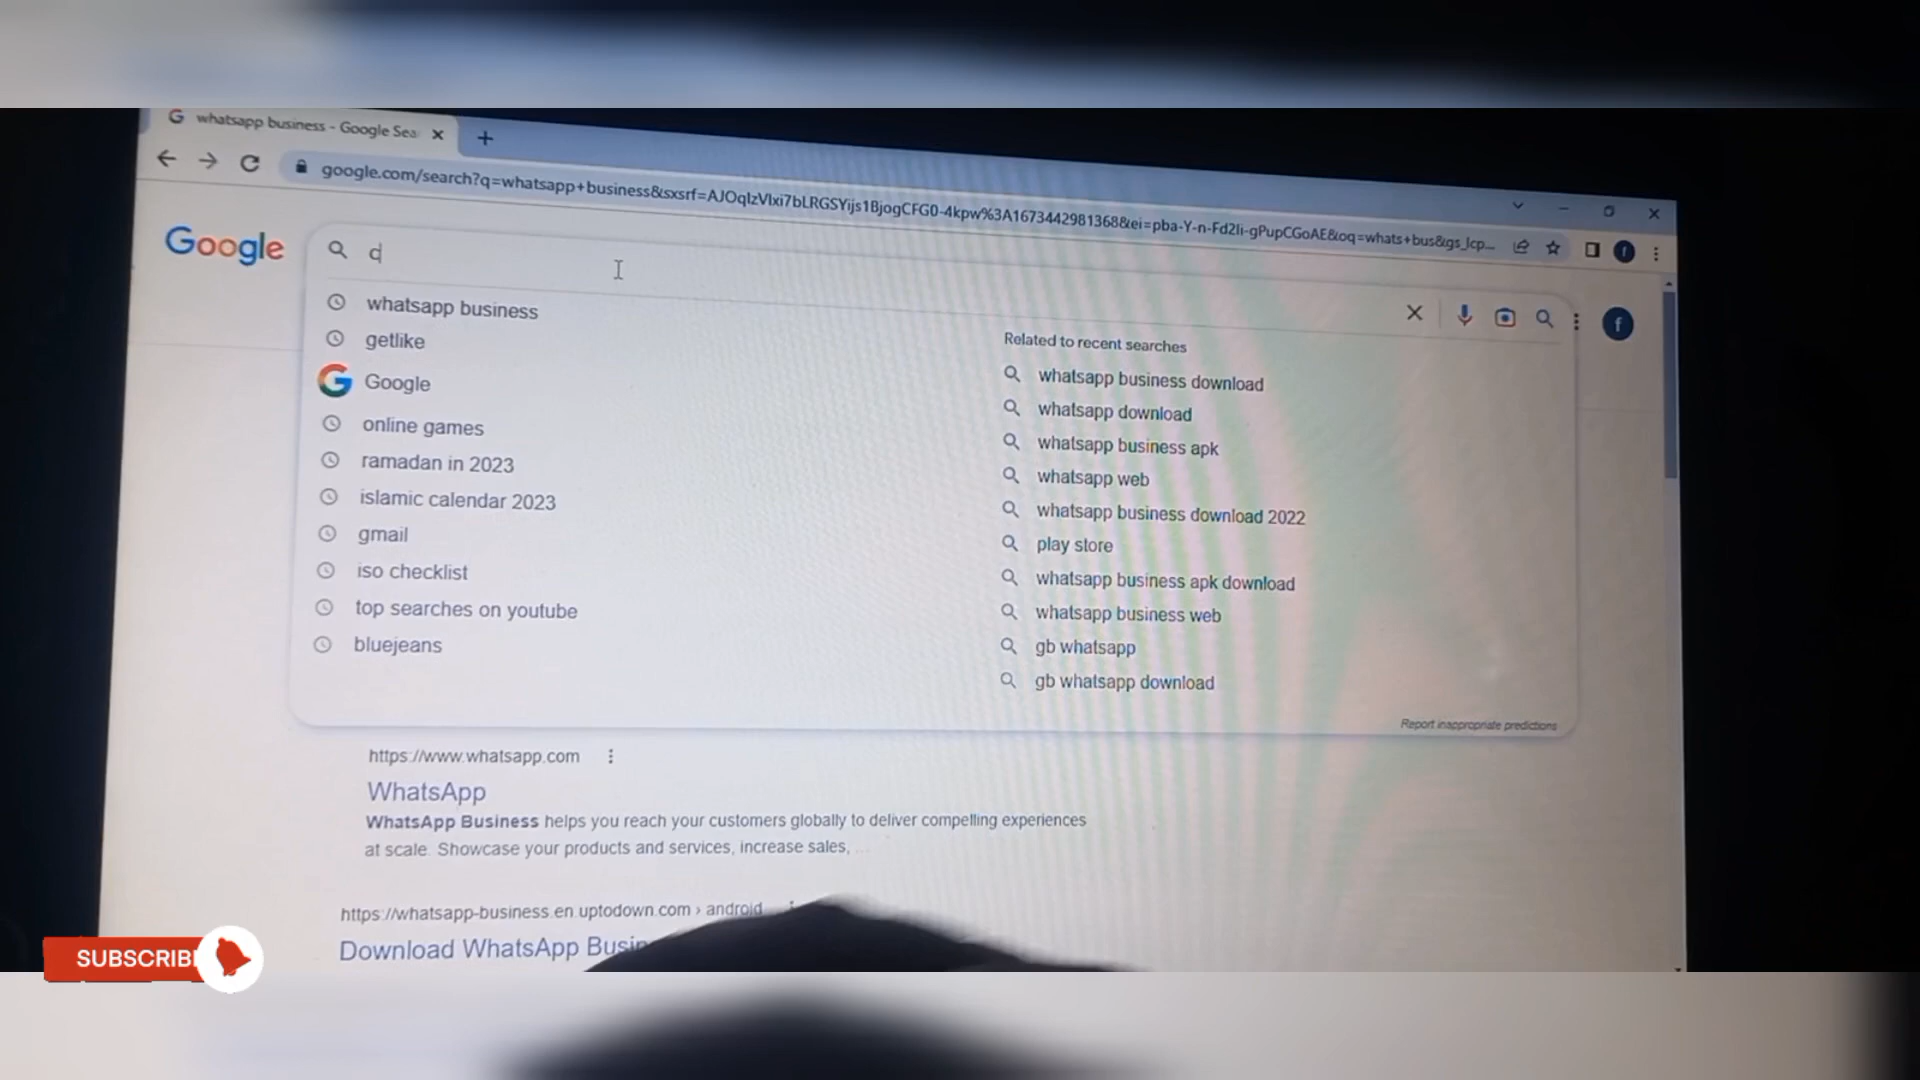 whatsapp business - Google Sea
google.com/search?q=whatsapp+business&sxsrf=AJOqlzVlxi7bLRGSYijs1BjogCFG0-4kpw%3A1673442981368&ei=pba-Y-n-Fd2li-gPupCGoAE&oq=whats+bus&gs_lcp...
Google
d
f
whatsapp business
getlike
Google
online games
ramadan in 2023
islamic calendar 2023
gmail
iso checklist
top searches on youtube
bluejeans
Related to recent searches
whatsapp business download
whatsapp download
whatsapp business apk
whatsapp web
whatsapp business download 2022
play store
whatsapp business apk download
whatsapp business web
gb whatsapp
gb whatsapp download
Report inappropriate predictions
https://www.whatsapp.com
WhatsApp
WhatsApp Business helps you reach your customers globally to deliver compelling experiences
at scale. Showcase your products and services, increase sales, ...
https://whatsapp-business.en.uptodown.com › android
Download WhatsApp Busin
SUBSCRIBE